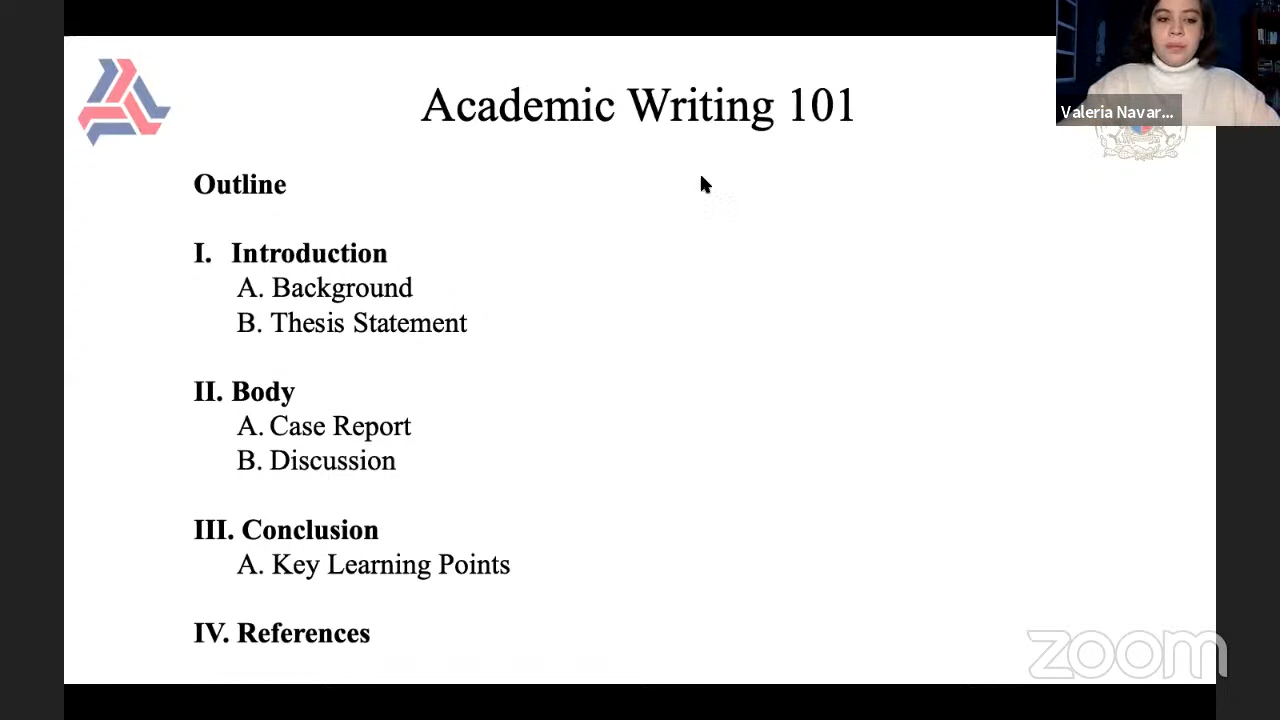 Academic Writing 101
Valeria Navar...
Outline
I. Introduction
A. Background
B. Thesis Statement
II. Body
A. Case Report
B. Discussion
III. Conclusion
A. Key Learning Points
IV. References
zoom